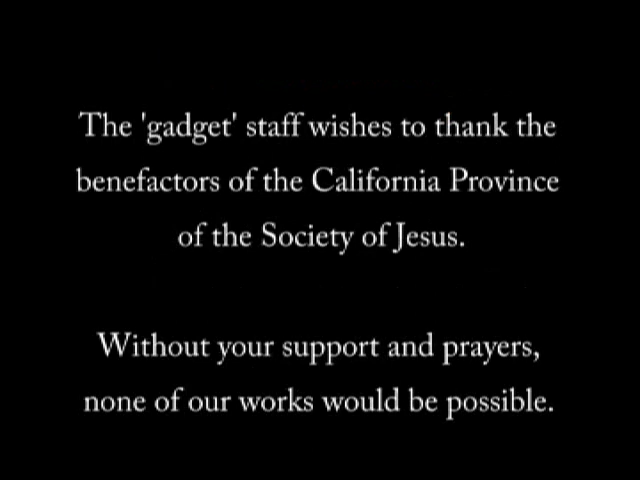 The 'gadget' staff wishes to thank the
benefactors of the California Province
of the Society of Jesus.
Without your support and prayers,
none of our works would be possible.